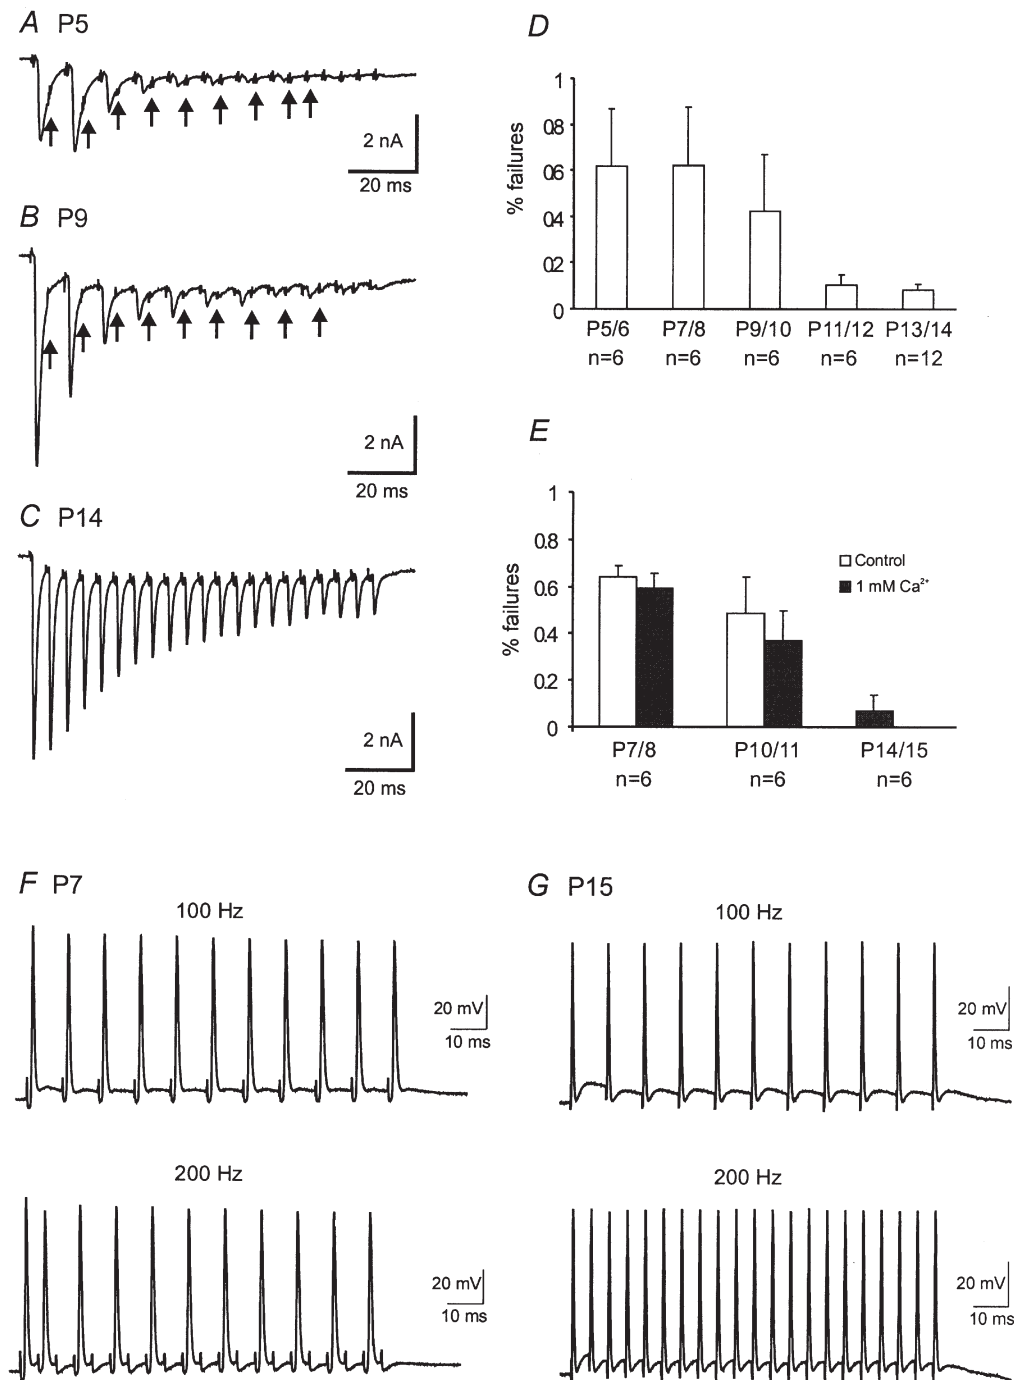 A P5
2 nA
20 ms
B P9
2 nA
20 ms
C P14
2 nA
20 ms
D
% failures
1
0.8
0.6
0.4
0.2
0
P5/6 P7/8 P9/10 P11/12 P13/14
n=6 n=6 n=6 n=6 n=12
E
% failures
1
0.8
0.6
0.4
0.2
0
Control
1 mM Ca²⁺
P7/8 P10/11 P14/15
n=6 n=6 n=6
F P7
100 Hz
20 mV
10 ms
200 Hz
20 mV
10 ms
G P15
100 Hz
20 mV
10 ms
200 Hz
20 mV
10 ms